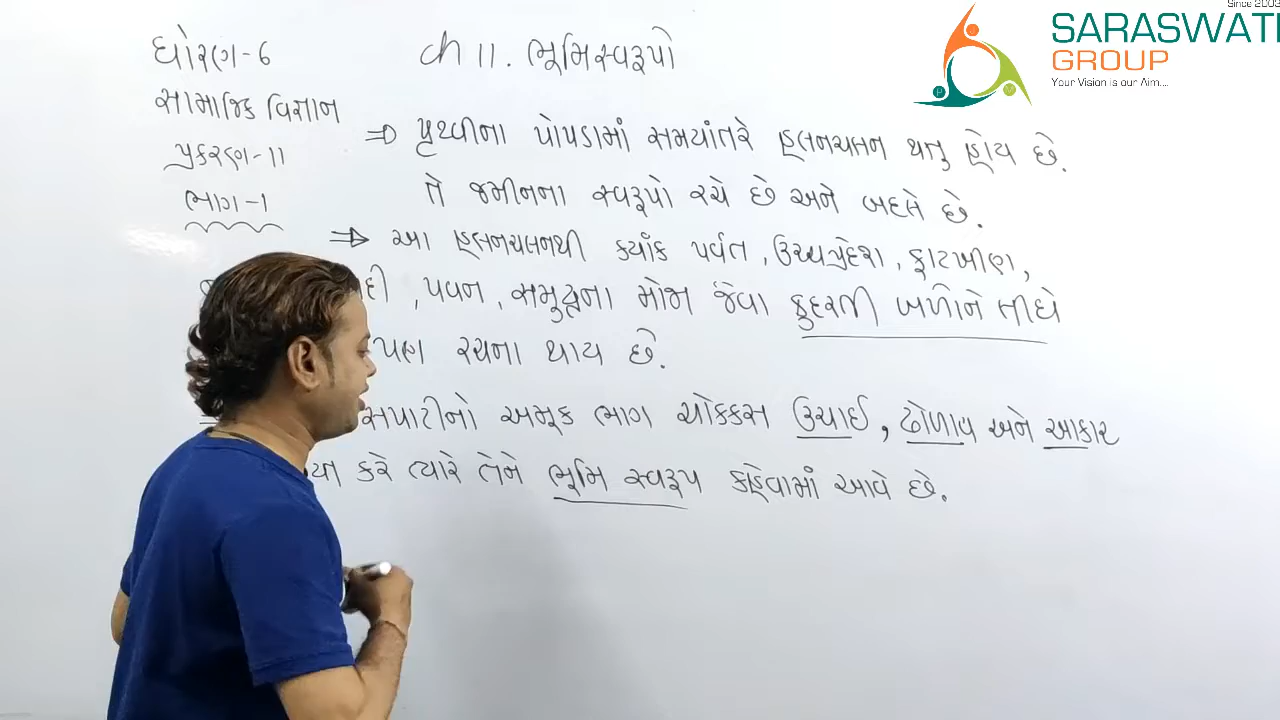 Since 2003
SARASWATI
GROUP
Your Vision is our Aim....
P M
ધોરણ-6
સામાજિક વિજ્ઞાન
પ્રકરણ-11
ભાગ-1
ch 11. ભૂમિસ્વરૂપો
⇒ પૃથ્વીના પોપડામાં સમયાંતરે હલનચલન થતુ હોય છે.
તે જમીનના સ્વરૂપો રચે છે અને બદલે છે.
⇒ આ હલનચલનથી ક્યાંક પર્વત, ઉચ્ચપ્રદેશ, ફાટખીણ,
, પવન, સમુદ્રના મોજા જેવા કુદરતી બળોને લીધે
પણ રચના થાય છે.
સપાટીનો અમૂક ભાગ ચોક્કસ ઉંચાઈ, ઢોળાવ અને આકાર
કરે ત્યારે તેને ભૂમિ સ્વરૂપ કહેવામાં આવે છે.